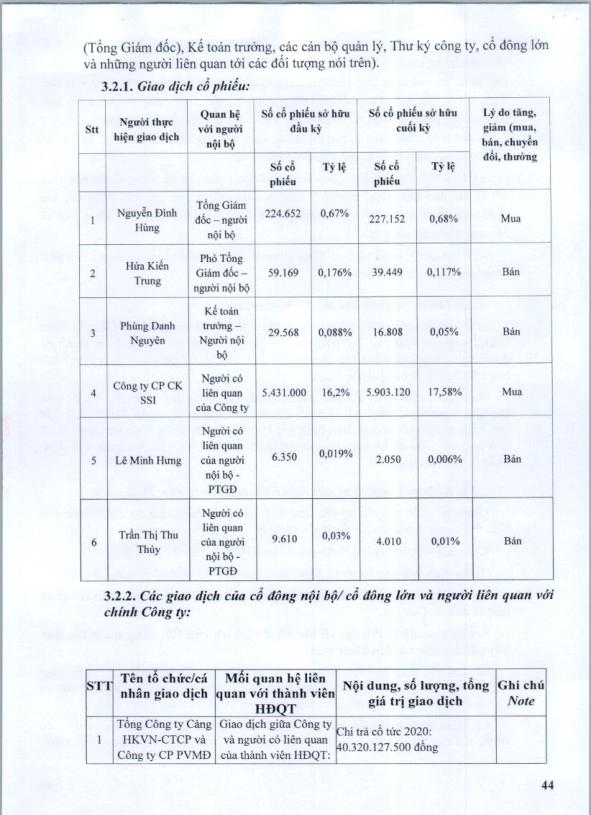 (Tổng Giám đốc), Kế toán trưởng, các cán bộ quản lý, Thư ký công ty, cổ đông lớn
và những người liên quan tới các đối tượng nói trên).
3.2.1. Giao dịch cổ phiếu:
Stt
Người thực
hiện giao dịch
Quan hệ
với người
nội bộ
Số cổ phiếu sở hữu
đầu kỳ
Số cổ phiếu sở hữu
cuối kỳ
Lý do tăng,
giảm (mua,
bán, chuyển
đổi, thưởng
Số cổ
phiếu
Tỷ lệ
Số cổ
phiếu
Tỷ lệ
1
Nguyễn Đình
Hùng
Tổng Giám
đốc – người
nội bộ
224.652
0,67%
227.152
0,68%
Mua
2
Hứa Kiến
Trung
Phó Tổng
Giám đốc –
người nội bộ
59.169
0,176%
39.449
0,117%
Bán
3
Phùng Danh
Nguyên
Kế toán
trưởng –
Người nội
bộ
29.568
0,088%
16.808
0,05%
Bán
4
Công ty CP CK
SSI
Người có
liên quan
của Công ty
5.431.000
16,2%
5.903.120
17,58%
Mua
5
Lê Minh Hưng
Người có
liên quan
của người
nội bộ -
PTGĐ
6.350
0,019%
2.050
0,006%
Bán
6
Trần Thị Thu
Thủy
Người có
liên quan
của người
nội bộ -
PTGĐ
9.610
0,03%
4.010
0,01%
Bán
3.2.2. Các giao dịch của cổ đông nội bộ/ cổ đông lớn và người liên quan với
chính Công ty:
STT
Tên tổ chức/cá
nhân giao dịch
Mối quan hệ liên
quan với thành viên
HĐQT
Nội dung, số lượng, tổng
giá trị giao dịch
Ghi chú
Note
1
Tổng Công ty Cảng
HKVN-CTCP và
Công ty CP PVMĐ
Giao dịch giữa Công ty
và người có liên quan
của thành viên HĐQT:
Chi trả cổ tức 2020:
40.320.127.500 đồng
44